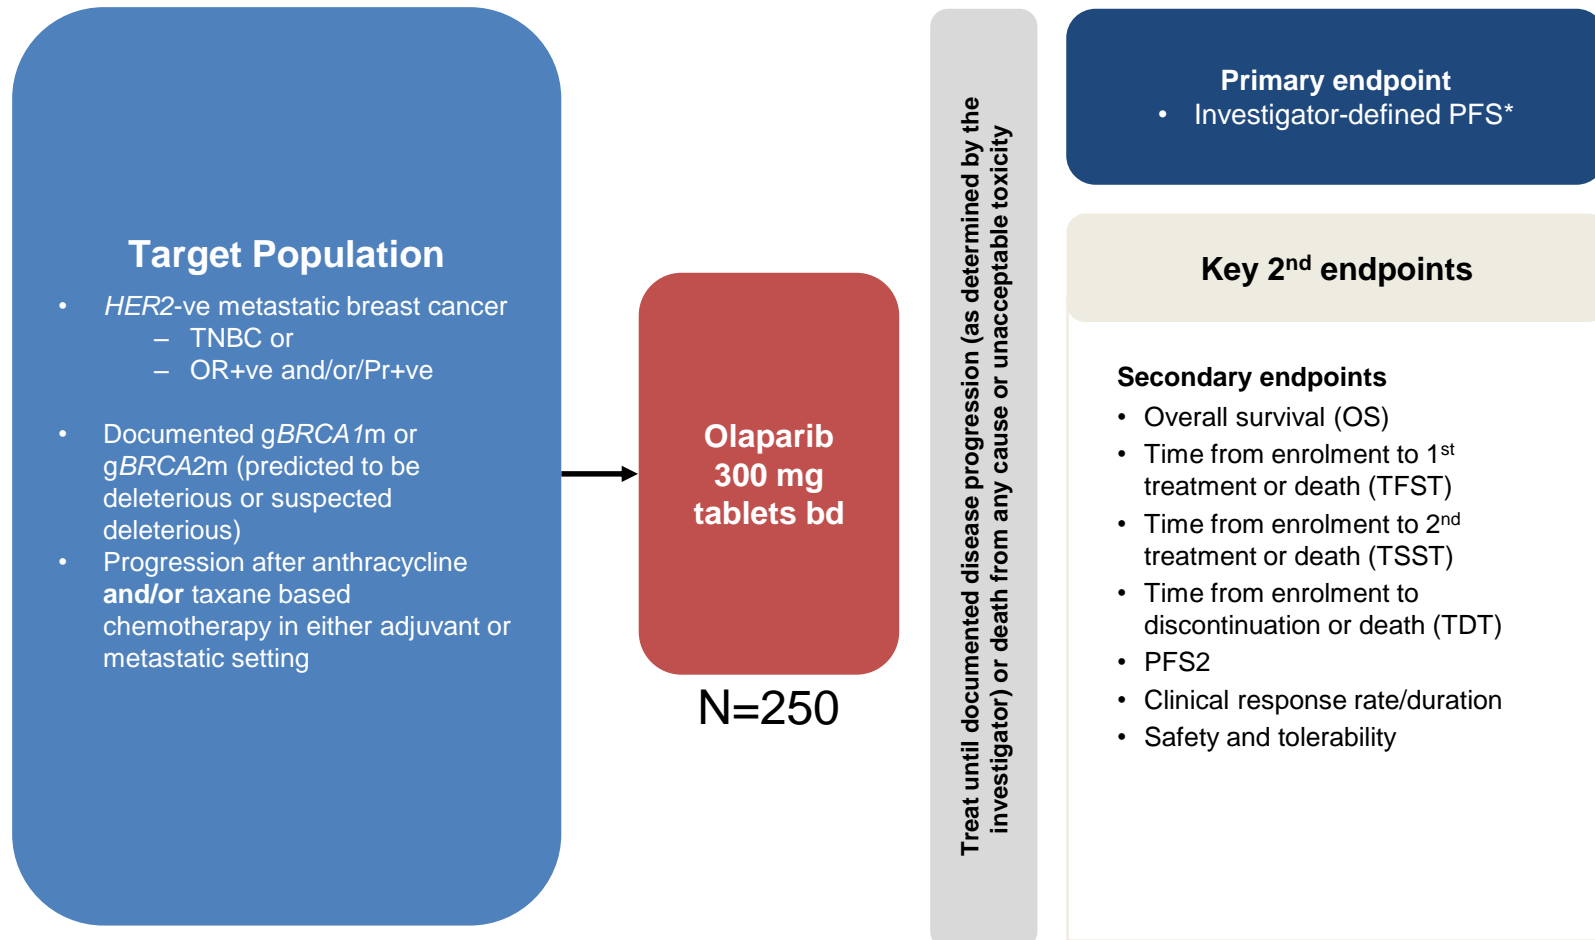 Target Population
• HER2-ve metastatic breast cancer
– TNBC or
– OR+ve and/or/Pr+ve
• Documented gBRCA1m or
gBRCA2m (predicted to be
deleterious or suspected
deleterious)
• Progression after anthracycline
and/or taxane based
chemotherapy in either adjuvant or
metastatic setting
Olaparib
300 mg
tablets bd
N=250
Treat until documented disease progression (as determined by the
investigator) or death from any cause or unacceptable toxicity
Primary endpoint
• Investigator-defined PFS*
Key 2nd endpoints
Secondary endpoints
• Overall survival (OS)
• Time from enrolment to 1st
treatment or death (TFST)
• Time from enrolment to 2nd
treatment or death (TSST)
• Time from enrolment to
discontinuation or death (TDT)
• PFS2
• Clinical response rate/duration
• Safety and tolerability